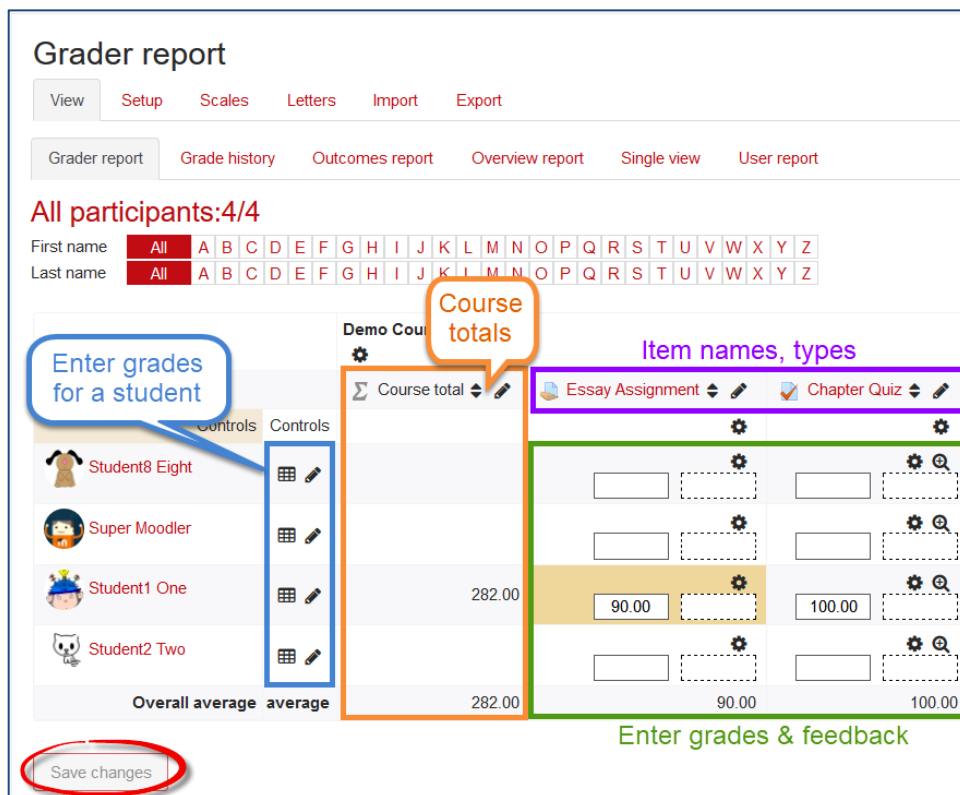 Grader report
View Setup Scales Letters Import Export
Grader report Grade history Outcomes report Overview report Single view User report
All participants:4/4
First name All A B C D E F G H I J K L M N O P Q R S T U V W X Y Z
Last name All A B C D E F G H I J K L M N O P Q R S T U V W X Y Z
Course
totals
Demo Cour
Item names, types
Enter grades
for a student
Σ Course total Essay Assignment Chapter Quiz
Controls Controls
Student8 Eight
Super Moodler
Student1 One 282.00 90.00 100.00
Student2 Two
Overall average average 282.00 90.00 100.00
Enter grades & feedback
Save changes